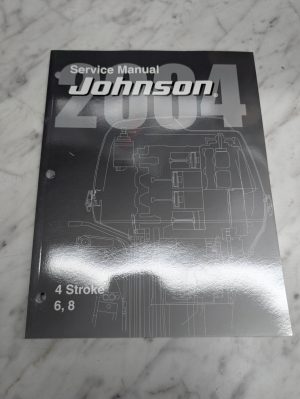 Service Manual
2004
Johnson
4 Stroke
6, 8